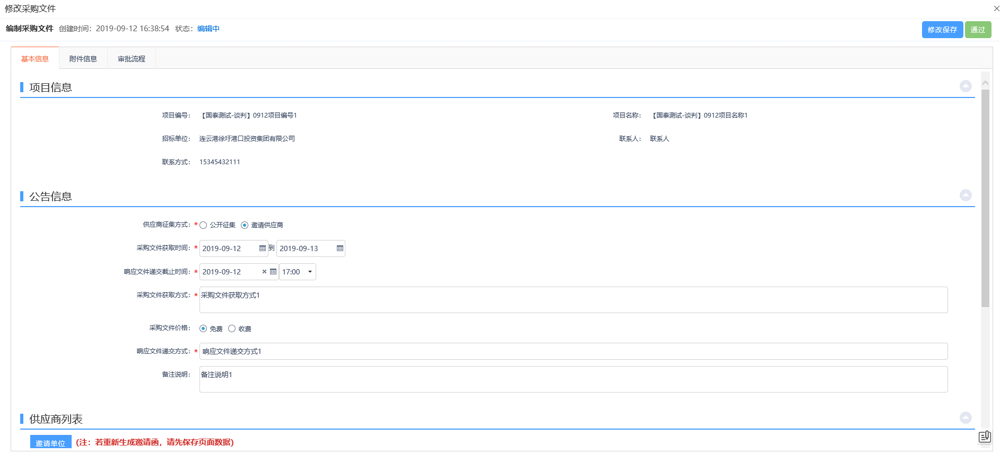 修改采购文件
编制采购文件 创建时间：2019-09-12 16:38:54 状态：编辑中 修改保存 通过
基本信息 附件信息 审批流程
项目信息
项目编号： 【国泰测试-谈判】0912项目编号1 项目名称： 【国泰测试-谈判】0912项目名称1
招标单位： 连云港徐圩港口投资集团有限公司 联系人： 联系人
联系方式： 15345432111
公告信息
供应商征集方式： * 公开征集 邀请供应商
采购文件获取时间： * 2019-09-12 到 2019-09-13
响应文件递交截止时间： * 2019-09-12 17:00
采购文件获取方式： * 采购文件获取方式1
采购文件价格： 免费 收费
响应文件递交方式： * 响应文件递交方式1
备注说明： 备注说明1
供应商列表
邀请单位 (注：若重新生成邀请函，请先保存页面数据)